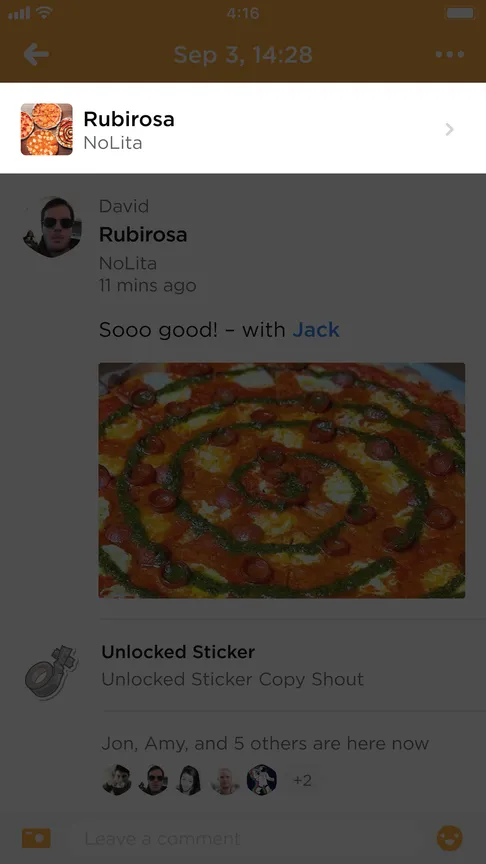 4:16
Sep 3, 14:28
Rubirosa
NoLita
David
Rubirosa
NoLita
11 mins ago
Sooo good! – with Jack
Unlocked Sticker
Unlocked Sticker Copy Shout
Jon, Amy, and 5 others are here now
+2
Leave a comment